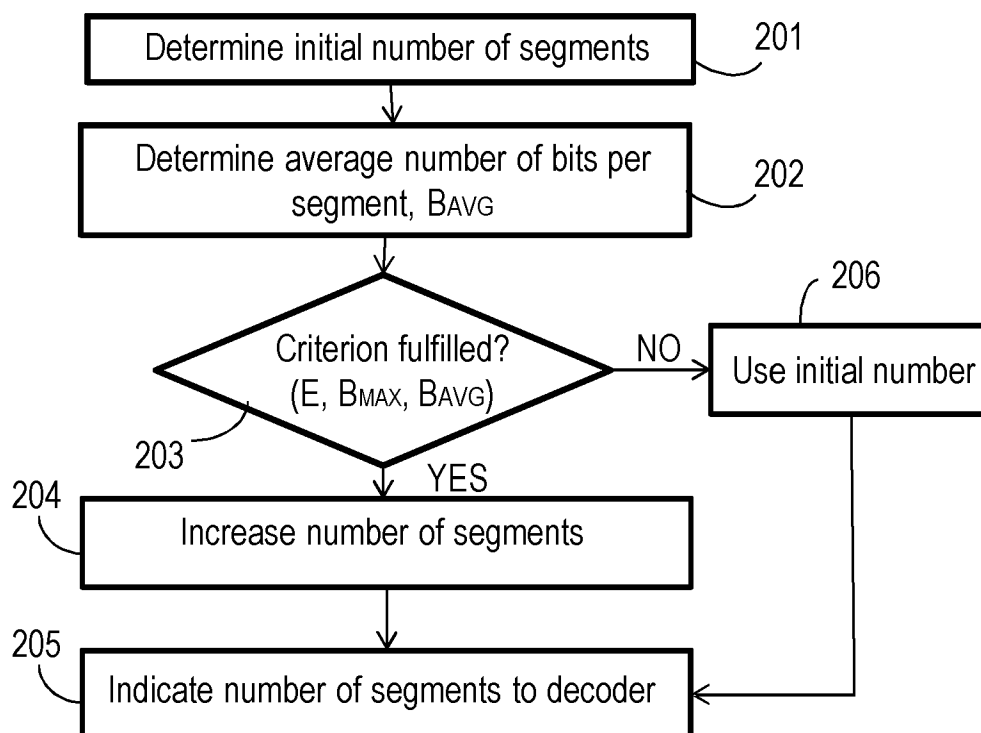 Determine initial number of segments
201
Determine average number of bits per
segment, BAVG
202
Criterion fulfilled?
(E, BMAX, BAVG)
203
NO
206
Use initial number
YES
204
Increase number of segments
205
Indicate number of segments to decoder